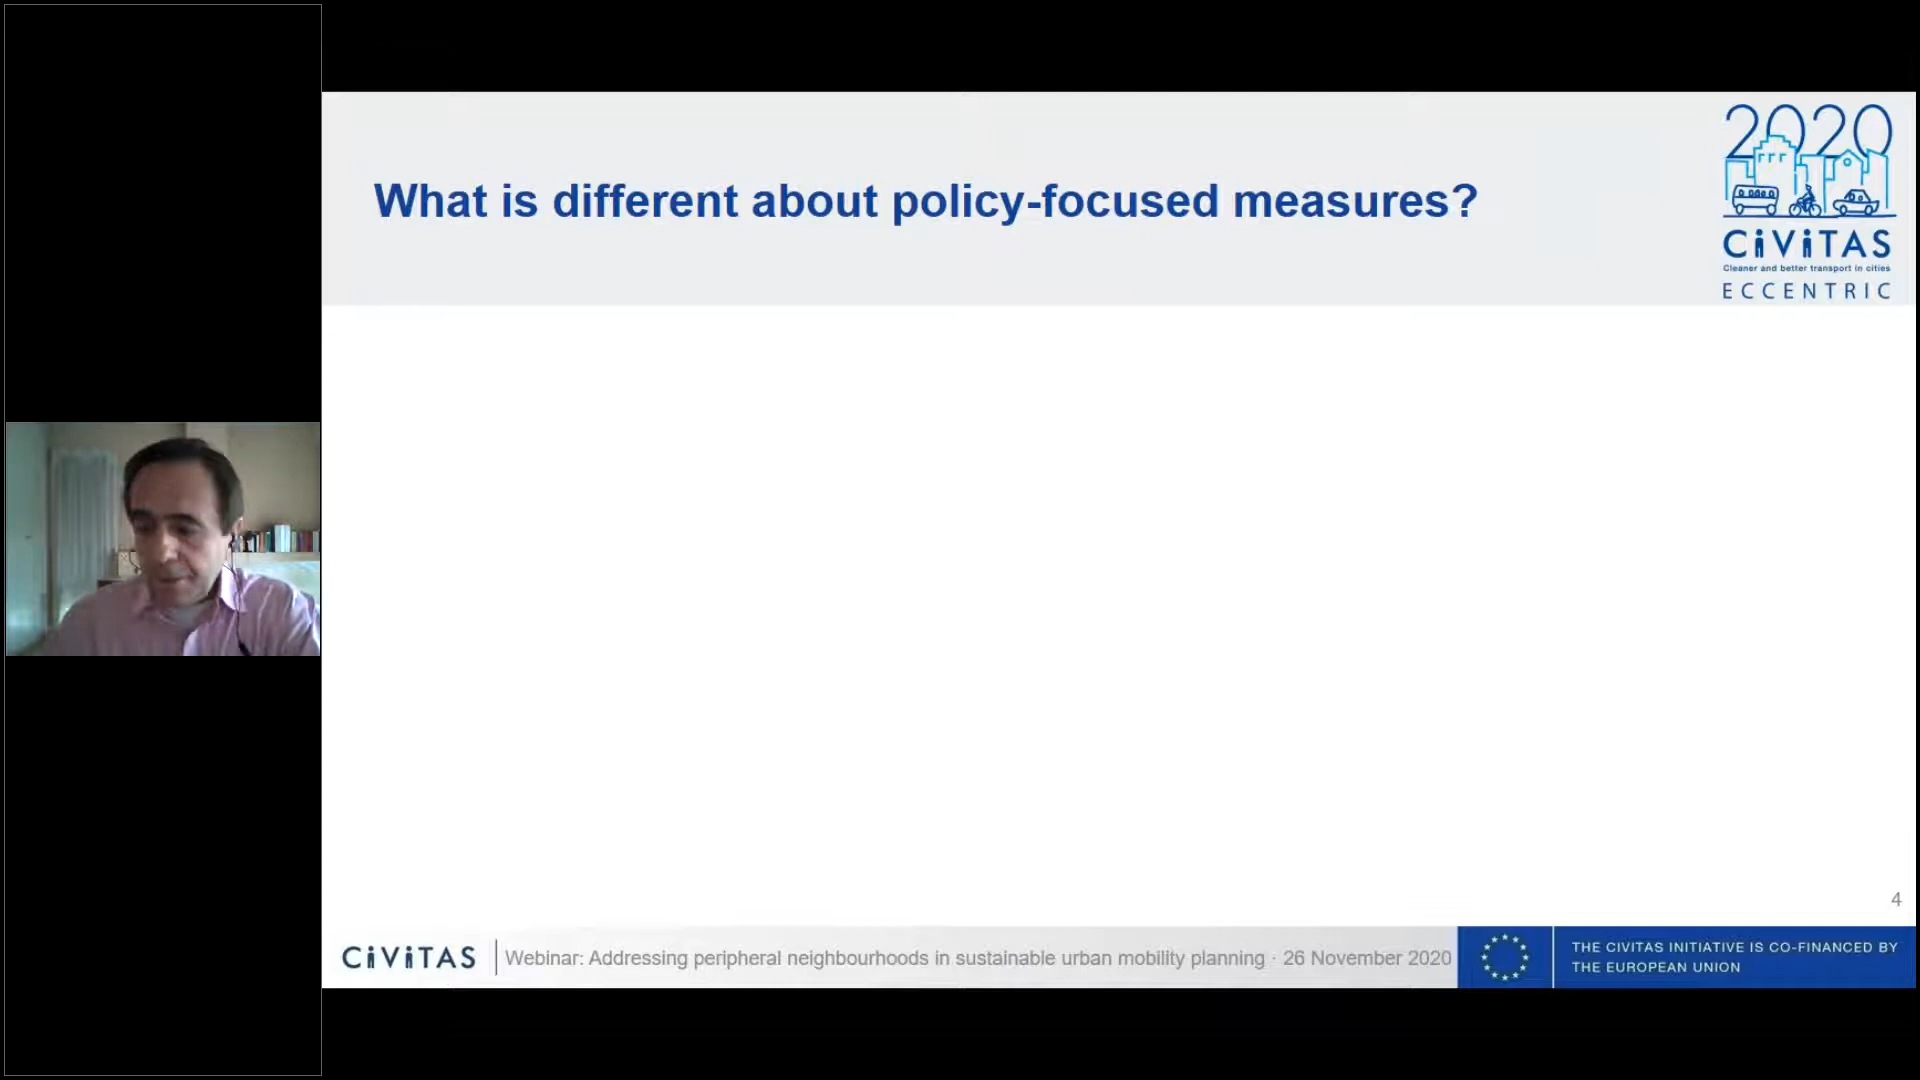 What is different about policy-focused measures?
2020
CiViTAS
Cleaner and better transport in cities
ECCENTRIC
4
CiViTAS
Webinar: Addressing peripheral neighbourhoods in sustainable urban mobility planning · 26 November 2020
THE CIVITAS INITIATIVE IS CO-FINANCED BY
THE EUROPEAN UNION